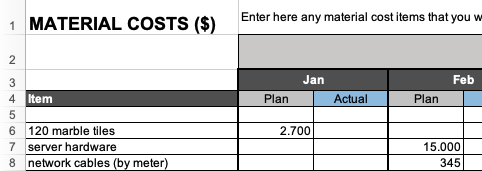 1 MATERIAL COSTS ($) Enter here any material cost items that you w
2
3 Jan Feb
4 Item Plan Actual Plan
5
6 120 marble tiles 2.700
7 server hardware 15.000
8 network cables (by meter) 345